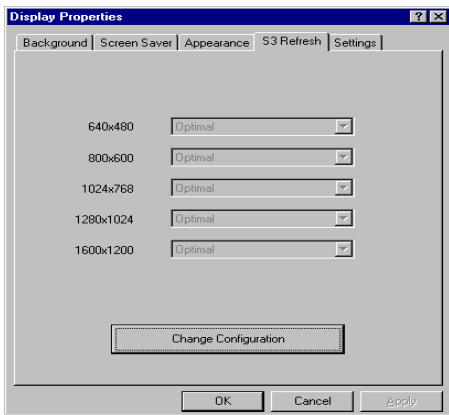 Display Properties
Background Screen Saver Appearance S3 Refresh Settings
640x480 Optimal
800x600 Optimal
1024x768 Optimal
1280x1024 Optimal
1600x1200 Optimal
Change Configuration
OK Cancel Apply